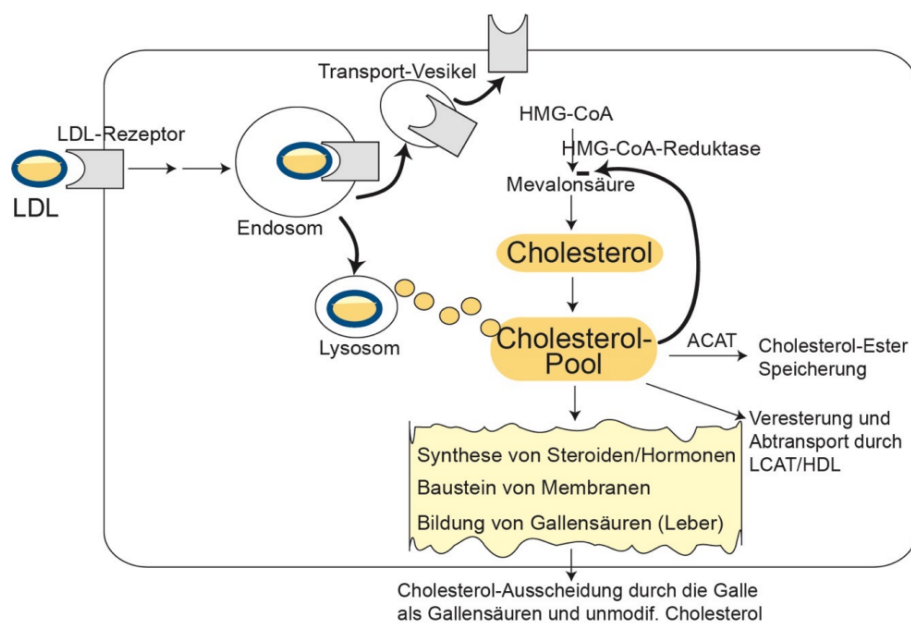 Transport-Vesikel
LDL-Rezeptor
LDL
Endosom
Lysosom
HMG-CoA
HMG-CoA-Reduktase
Mevalonsäure
Cholesterol
Cholesterol-
Pool
ACAT
Cholesterol-Ester
Speicherung
Veresterung und
Abtransport durch
LCAT/HDL
Synthese von Steroiden/Hormonen
Baustein von Membranen
Bildung von Gallensäuren (Leber)
Cholesterol-Ausscheidung durch die Galle
als Gallensäuren und unmodif. Cholesterol